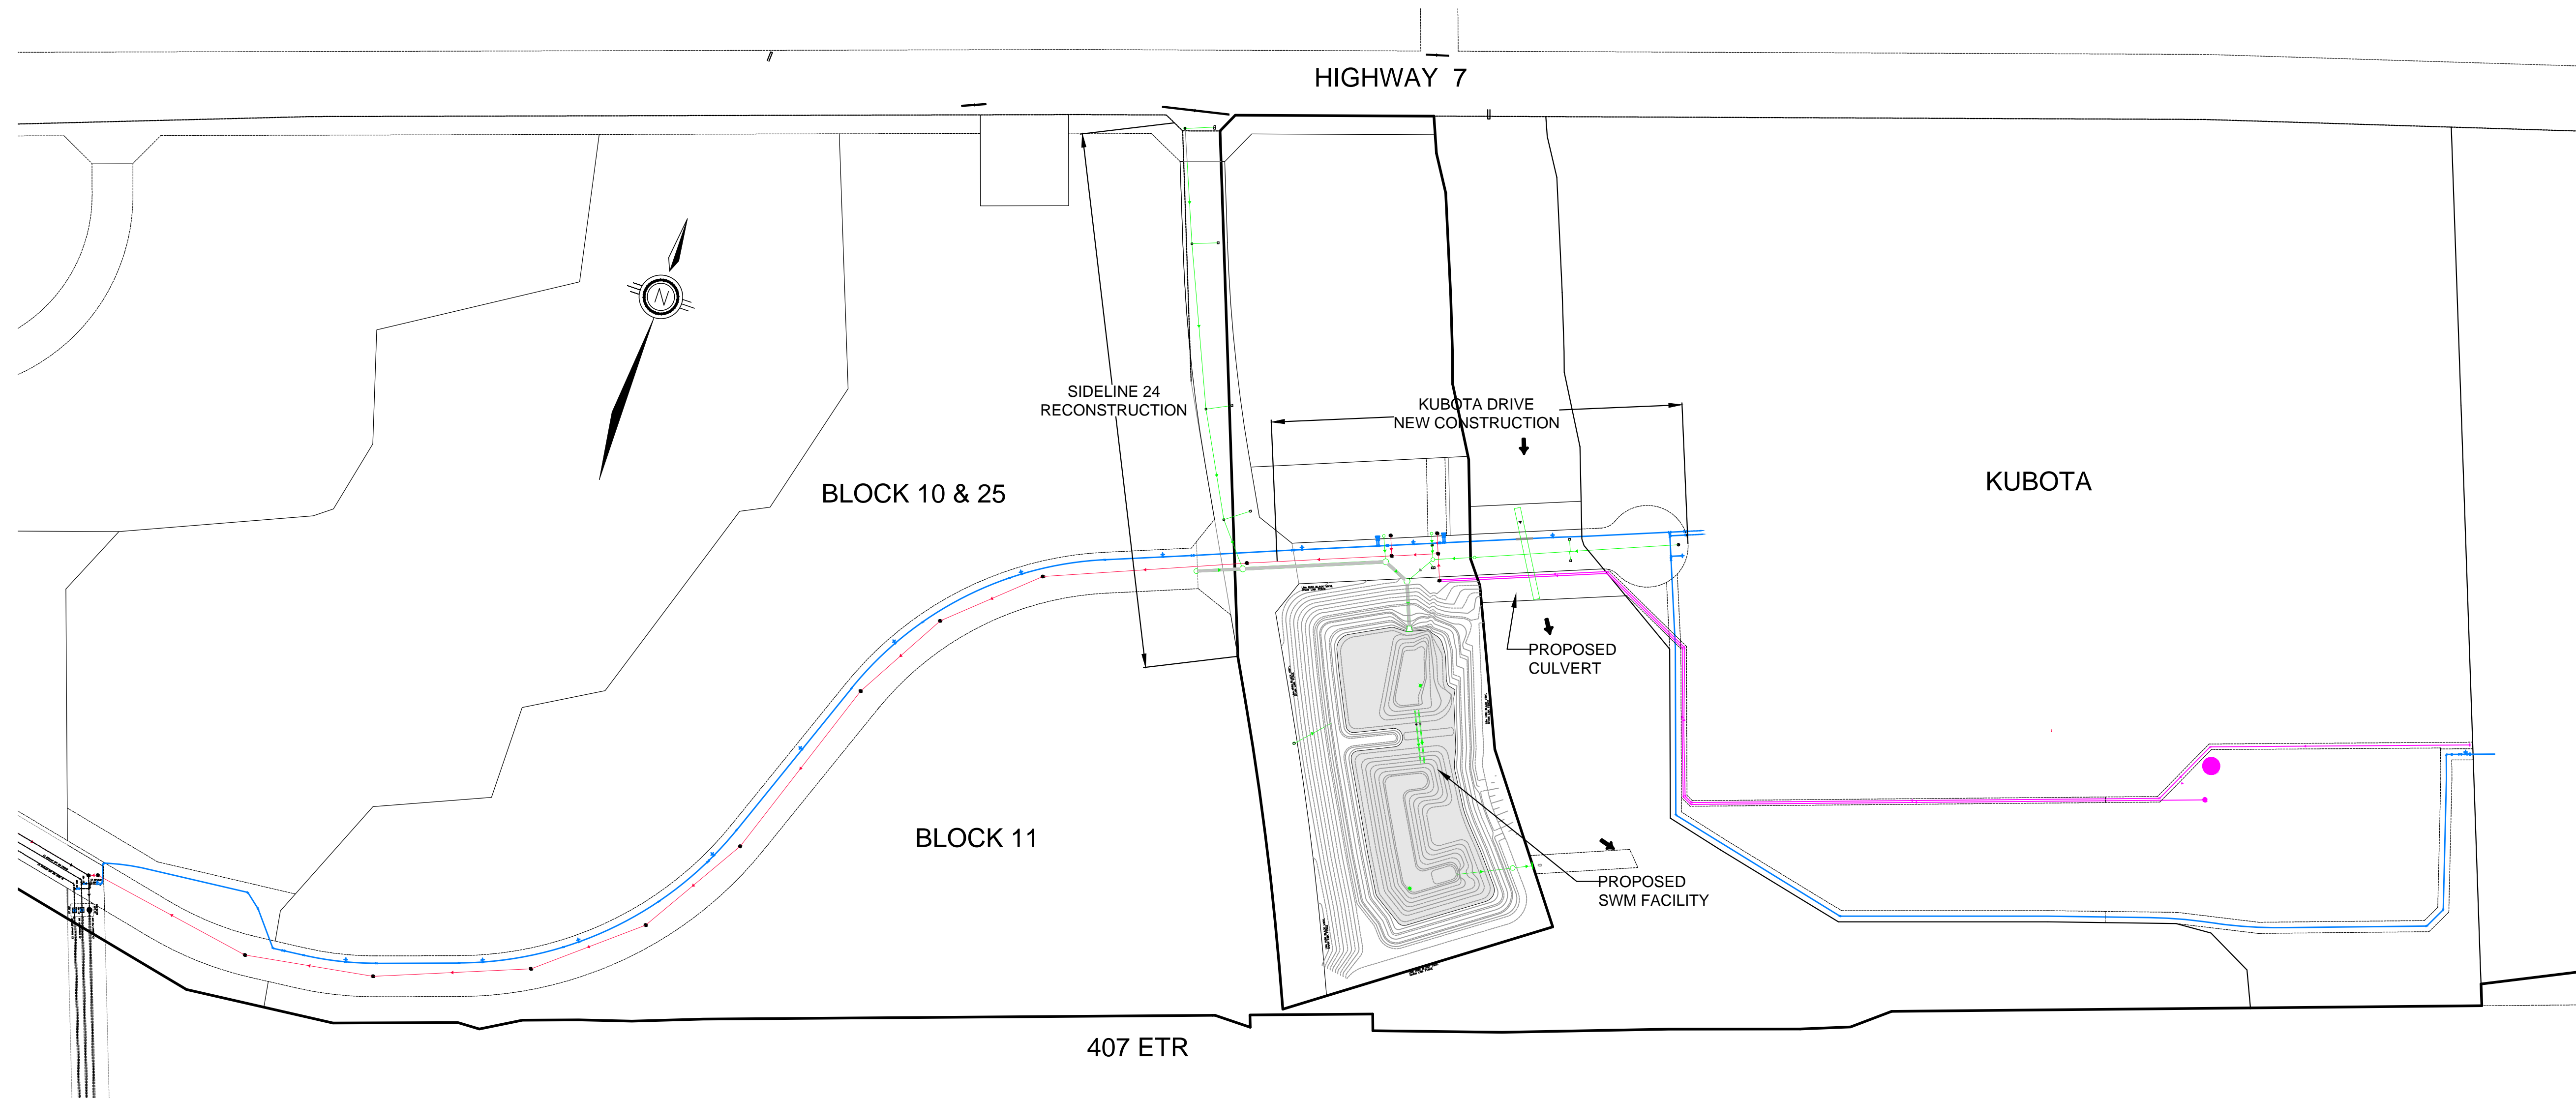 HIGHWAY 7
N
SIDELINE 24
RECONSTRUCTION
KUBOTA DRIVE
NEW CONSTRUCTION
BLOCK 10 & 25
KUBOTA
PROPOSED
CULVERT
BLOCK 11
PROPOSED
SWM FACILITY
407 ETR